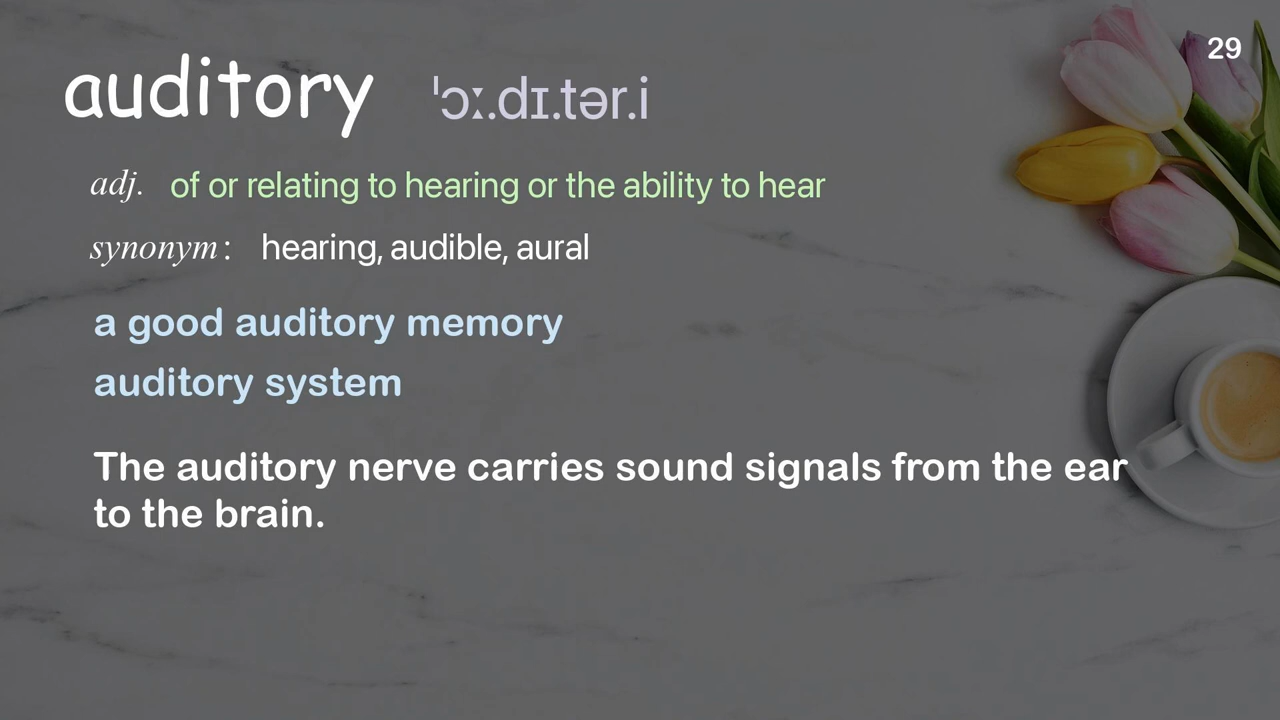 29
auditory ˈɔː.dɪ.tər.i
adj. of or relating to hearing or the ability to hear
synonym: hearing, audible, aural
a good auditory memory
auditory system
The auditory nerve carries sound signals from the ear
to the brain.